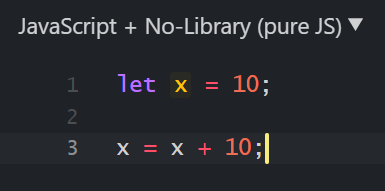 JavaScript + No-Library (pure JS) ▼
1 let x = 10;
2
3 x = x + 10;